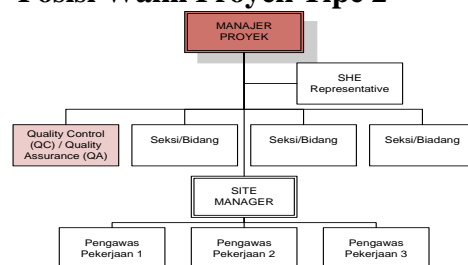 Posisi Wakil Proyek Tipe 2
MANAJER
PROYEK
SHE
Representative
Quality Control
(QC) / Quality
Assurance (QA)
Seksi/Bidang
Seksi/Bidang
Seksi/Biadang
SITE
MANAGER
Pengawas
Pekerjaan 1
Pengawas
Pekerjaan 2
Pengawas
Pekerjaan 3